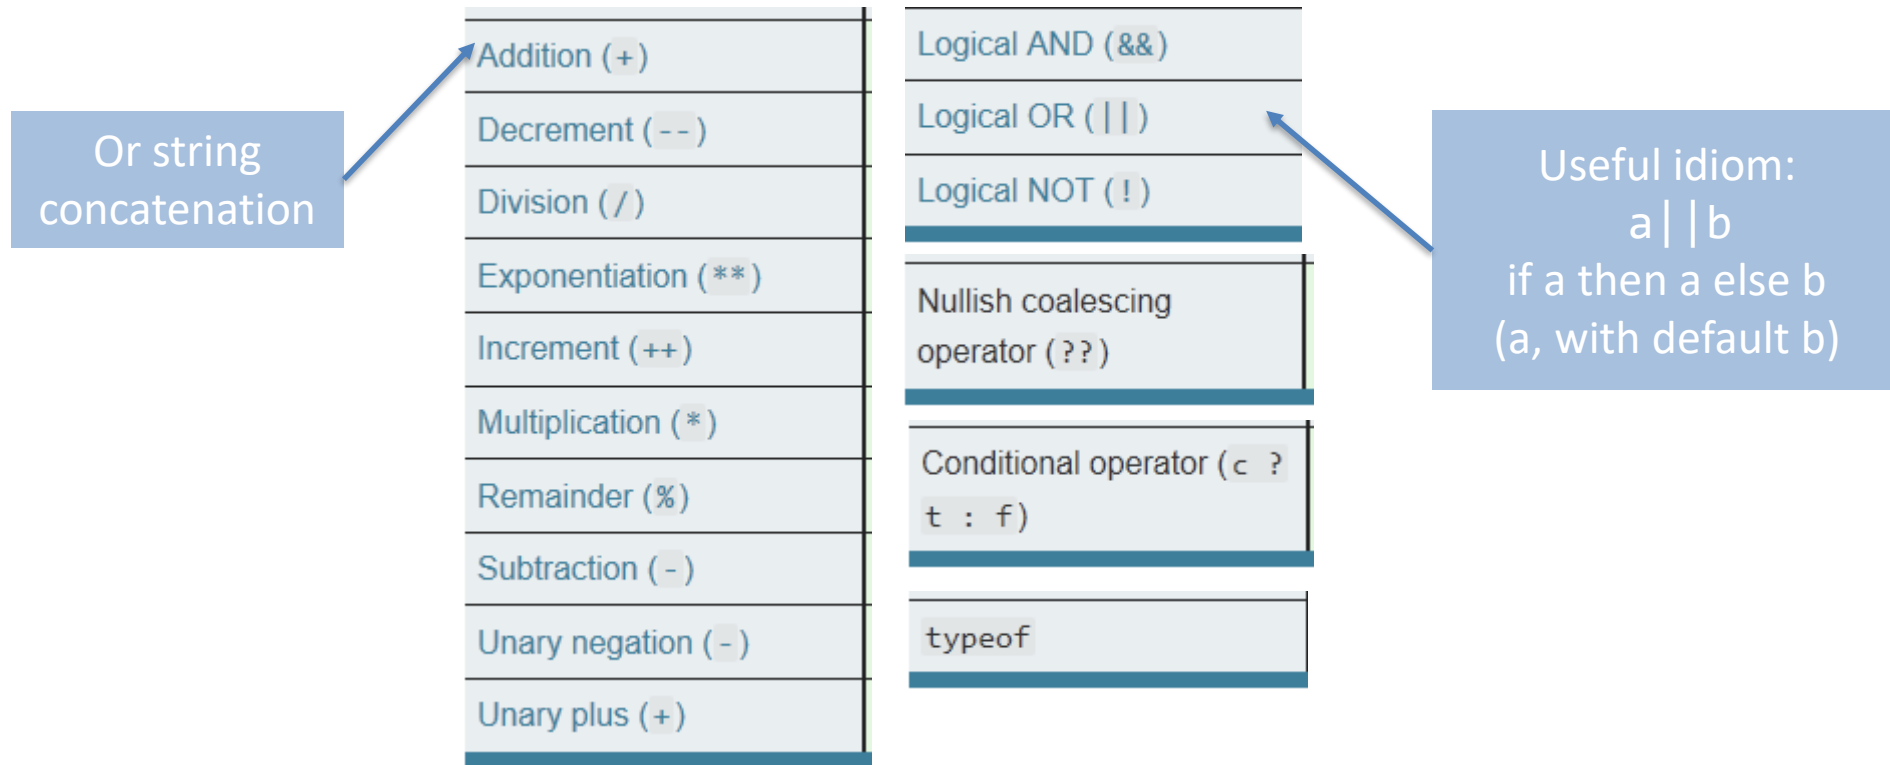 Or string
concatenation
Addition (+)
Decrement (--)
Division (/)
Exponentiation (**)
Increment (++)
Multiplication (*)
Remainder (%)
Subtraction (-)
Unary negation (-)
Unary plus (+)
Logical AND (&&)
Logical OR (||)
Logical NOT (!)
Nullish coalescing
operator (??)
Conditional operator (c ?
t : f)
typeof
Useful idiom:
a||b
if a then a else b
(a, with default b)